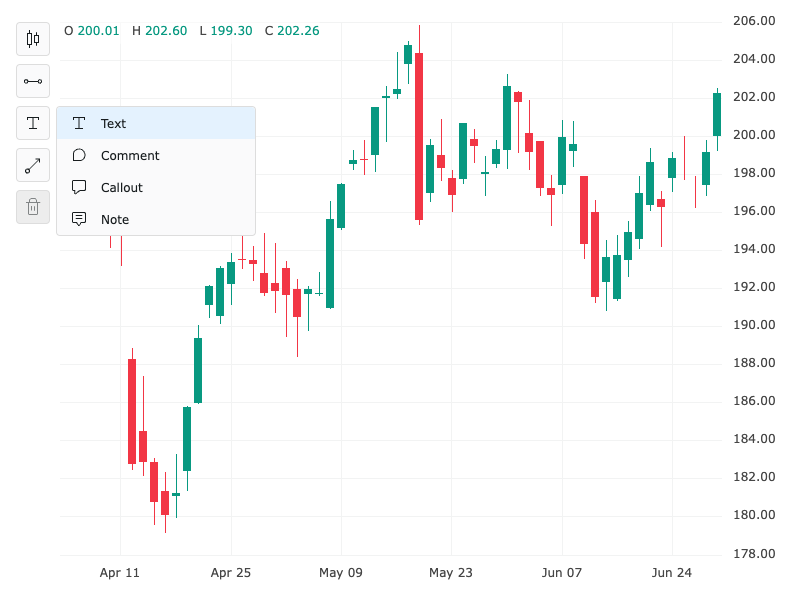 O 200.01 H 202.60 L 199.30 C 202.26
206.00
204.00
202.00
200.00
198.00
196.00
194.00
192.00
190.00
188.00
186.00
184.00
182.00
180.00
178.00
Text
Comment
Callout
Note
Apr 11 Apr 25 May 09 May 23 Jun 07 Jun 24